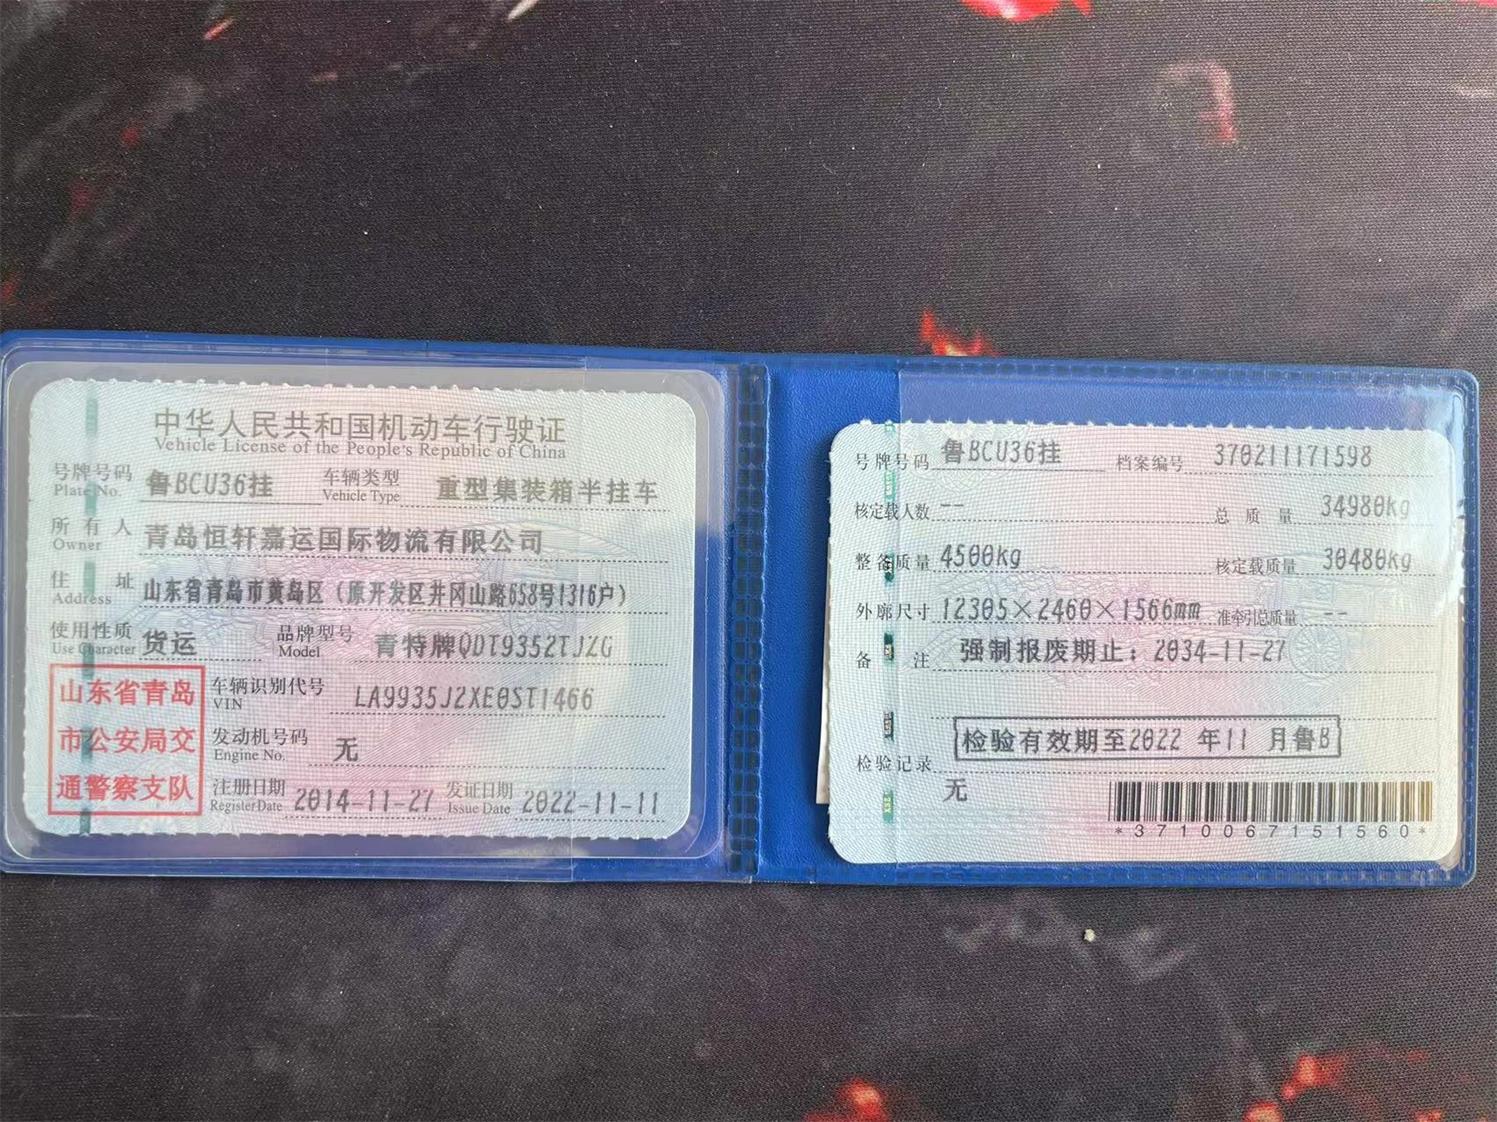 中华人民共和国机动车行驶证
Vehicle License of the People's Republic of China
号牌号码 鲁BCU36挂 车辆类型 重型集装箱半挂车
Plate No. Vehicle Type
所有人 青岛恒轩嘉运国际物流有限公司
Owner
住址 山东省青岛市黄岛区（原开发区井冈山路658号1316户）
Address
使用性质 货运 品牌型号 青特牌QDT9352TJZG
Use Character Model
山东省青岛
市公安局交
通警察支队
车辆识别代号 LA9935J2XE0ST1466
VIN
发动机号码 无
Engine No.
注册日期 2014-11-27 发证日期 2022-11-11
Register Date Issue Date
号牌号码 鲁BCU36挂 档案编号 370211171598
核定载人数 -- 总质量 34980kg
整备质量 4500kg 核定载质量 30480kg
外廓尺寸 12305×2460×1566mm 准牵引总质量 --
备注 强制报废期止：2034-11-27
检验有效期至2022 年11 月鲁B
检验记录
无
*3710067151560*